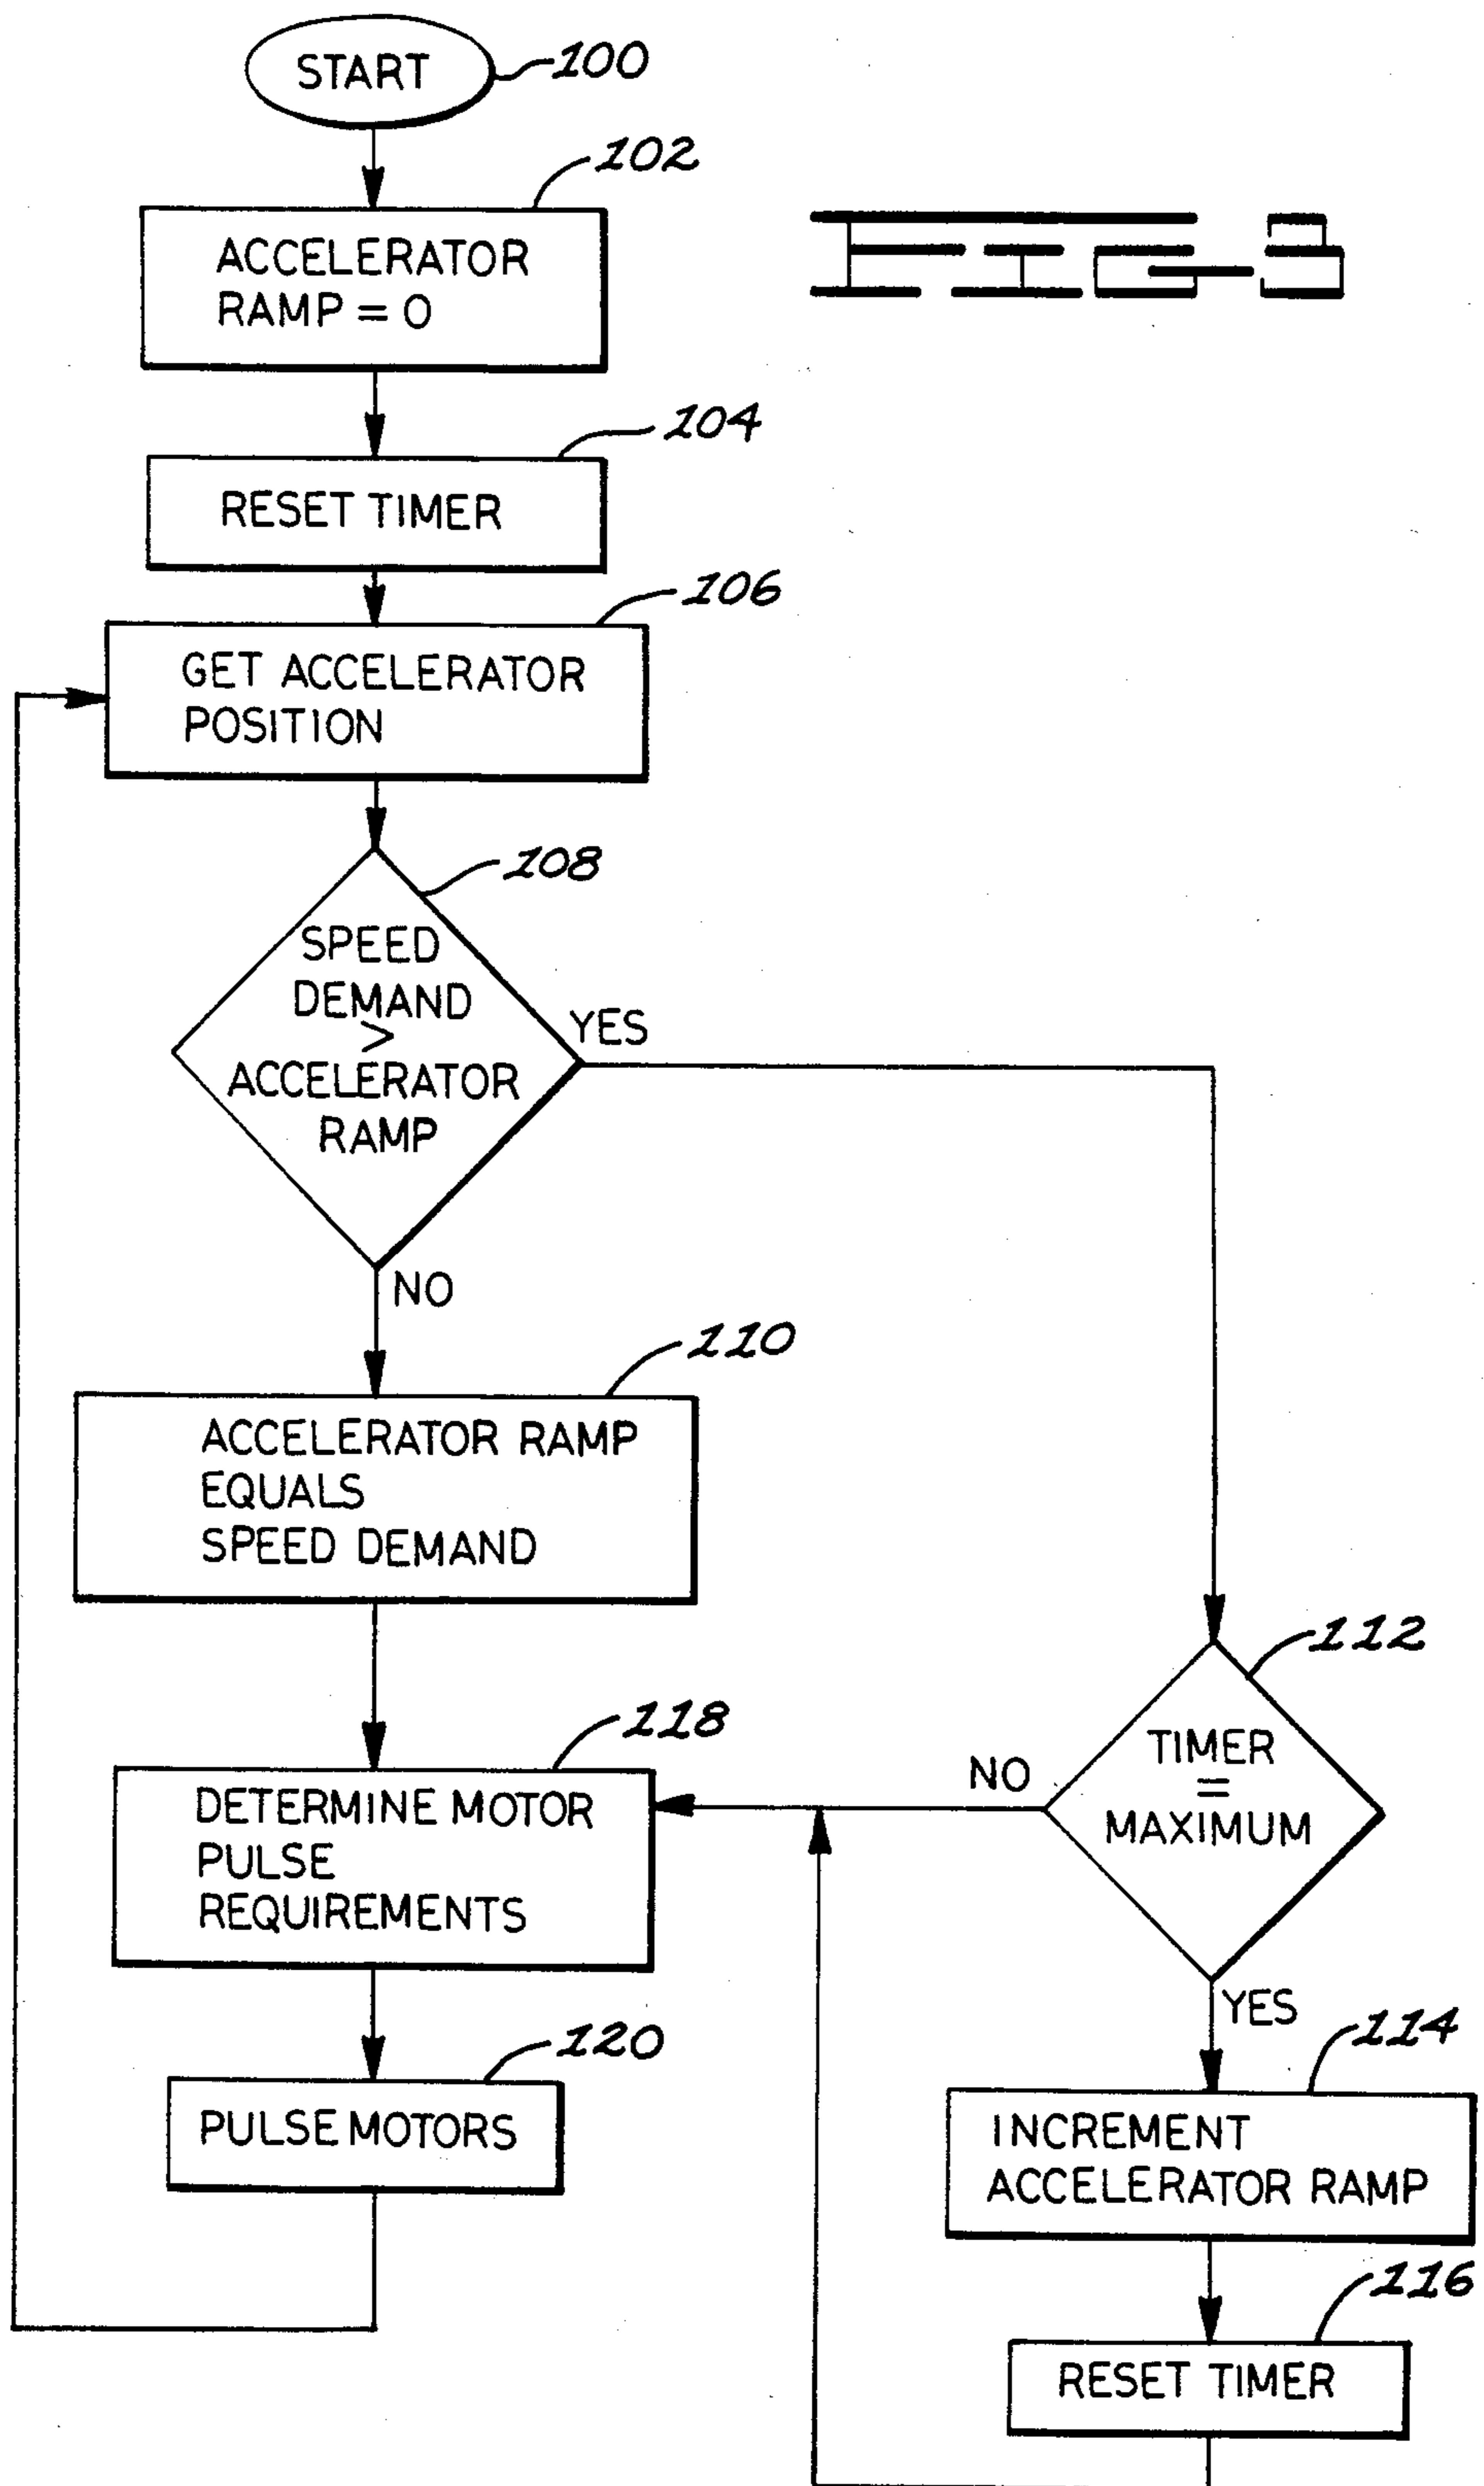 START
100
102
ACCELERATOR
RAMP = 0
104
RESET TIMER
106
GET ACCELERATOR
POSITION
108
SPEED
DEMAND
>
ACCELERATOR
RAMP
YES
NO
110
ACCELERATOR RAMP
EQUALS
SPEED DEMAND
112
TIMER
=
MAXIMUM
NO
YES
118
DETERMINE MOTOR
PULSE
REQUIREMENTS
120
PULSE MOTORS
114
INCREMENT
ACCELERATOR RAMP
116
RESET TIMER